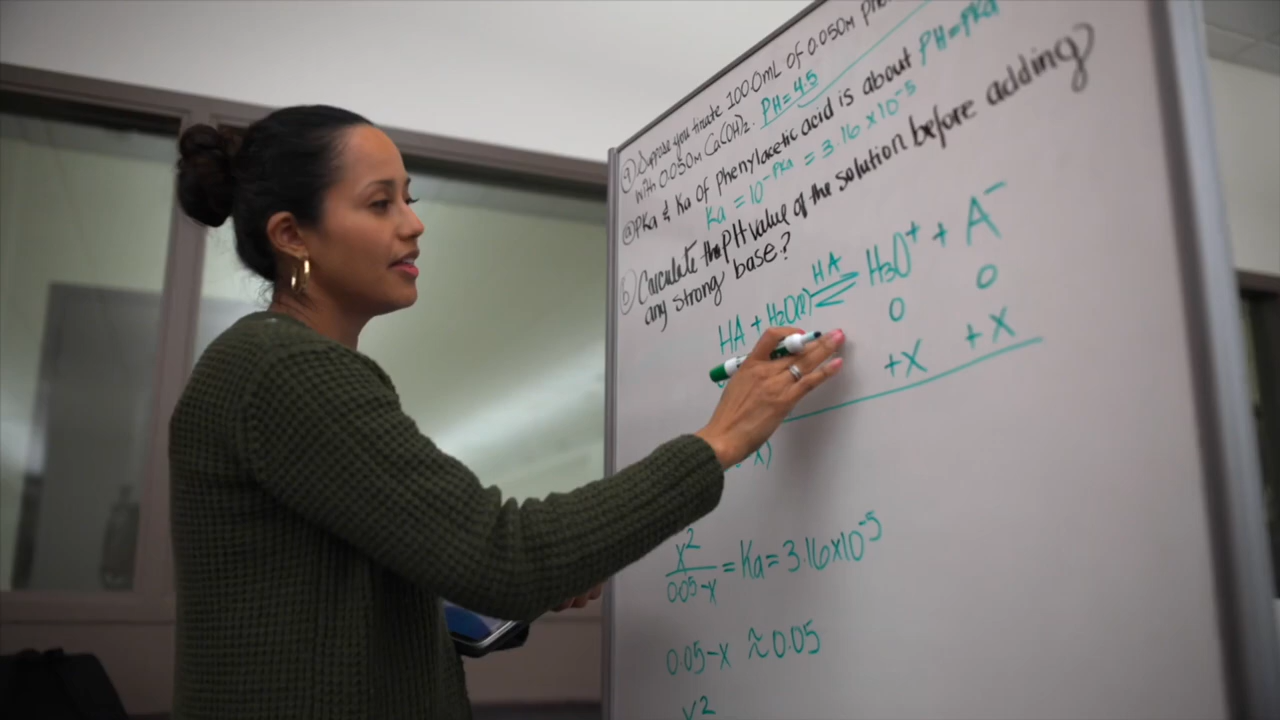 9 Suppose you titrate 100.0mL of 0.050M
with 0.050M Ca(OH)2. PH=4.5
a PKa & Ka of Phenylacetic acid is about PH=PKa
Ka = 10^-PKa = 3.16 x 10^-5
b Calculate the PH value of the solution before adding
any strong base?
HA + H2O(l) ⇌ H3O+ + A-
HA
0 0
+X +X
x)
x²/0.05-x = Ka = 3.16x10^-5
0.05-x ≈ 0.05
x²